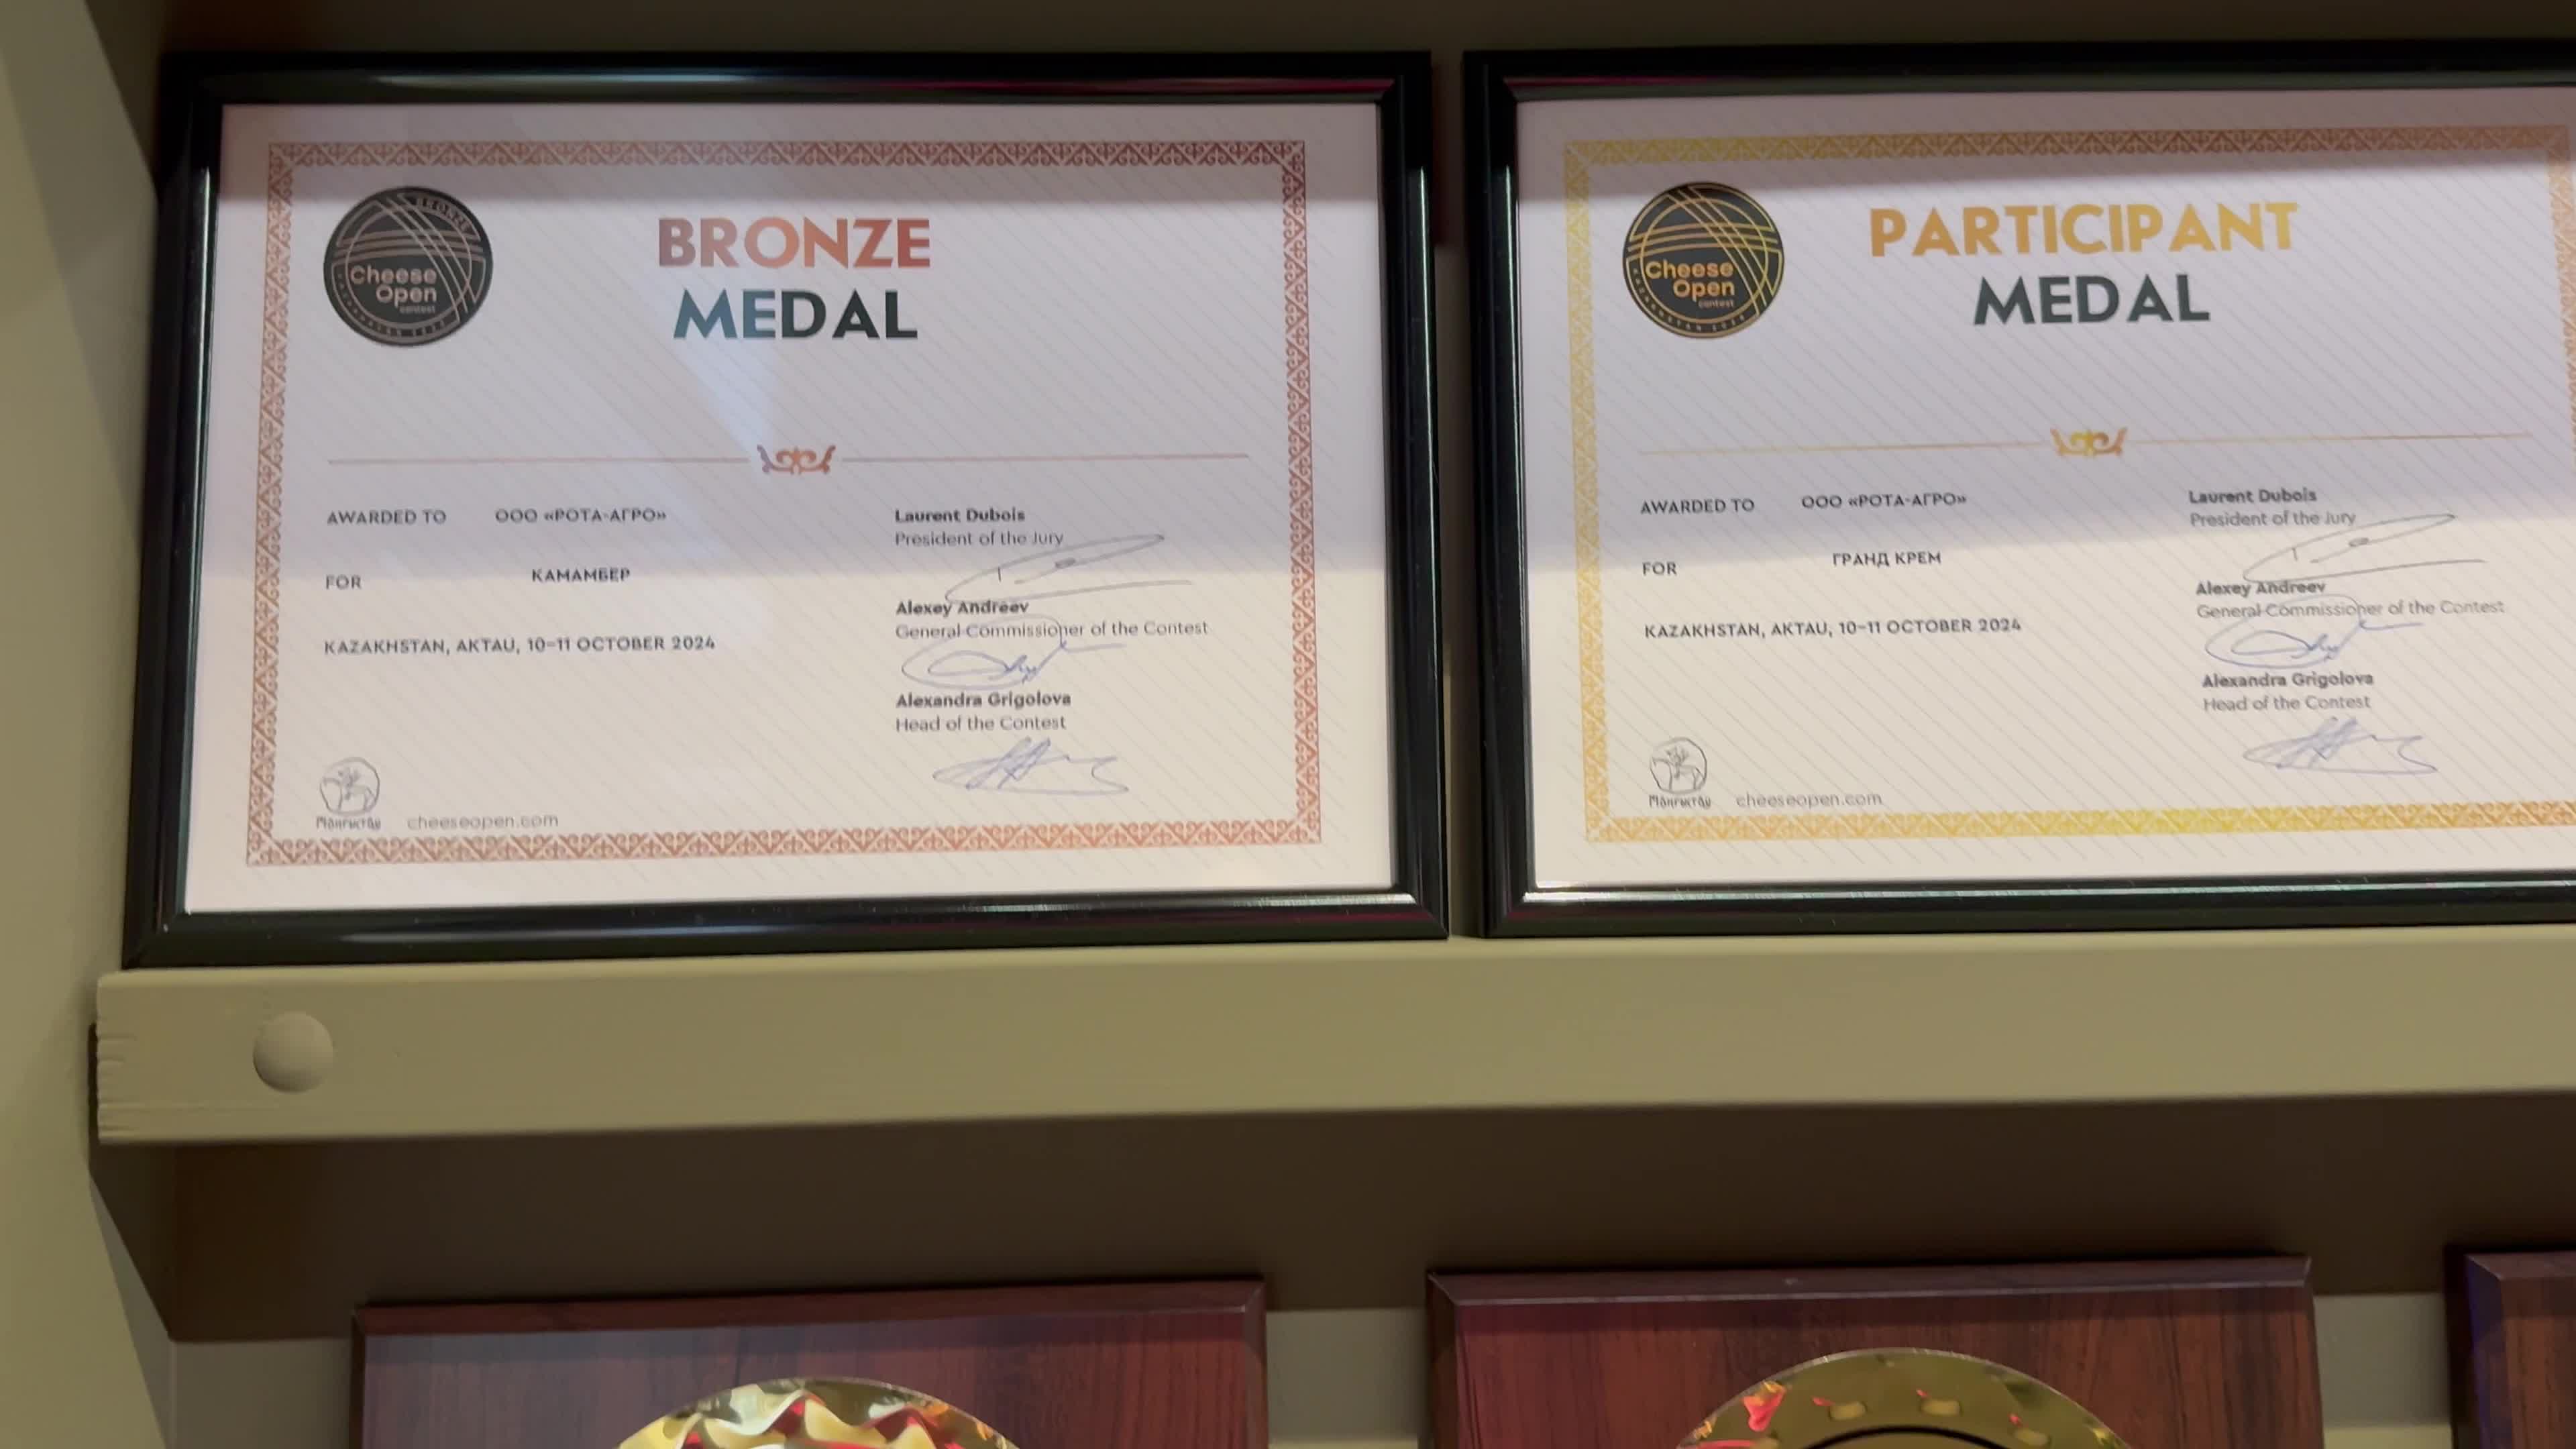 BRONZE
Cheese
Open
contest
BRONZE
MEDAL
AWARDED TO ООО «РОТА-АГРО»
FOR КАМАМБЕР
KAZAKHSTAN, AKTAU, 10-11 OCTOBER 2024
Laurent Dubois
President of the Jury
Alexey Andreev
General Commissioner of the Contest
Alexandra Grigolova
Head of the Contest
cheeseopen.com
Cheese
Open
contest
PARTICIPANT
MEDAL
AWARDED TO ООО «РОТА-АГРО»
FOR ГРАНД КРЕМ
KAZAKHSTAN, AKTAU, 10-11 OCTOBER 2024
Laurent Dubois
President of the Jury
Alexey Andreev
General Commissioner of the Contest
Alexandra Grigolova
Head of the Contest
cheeseopen.com